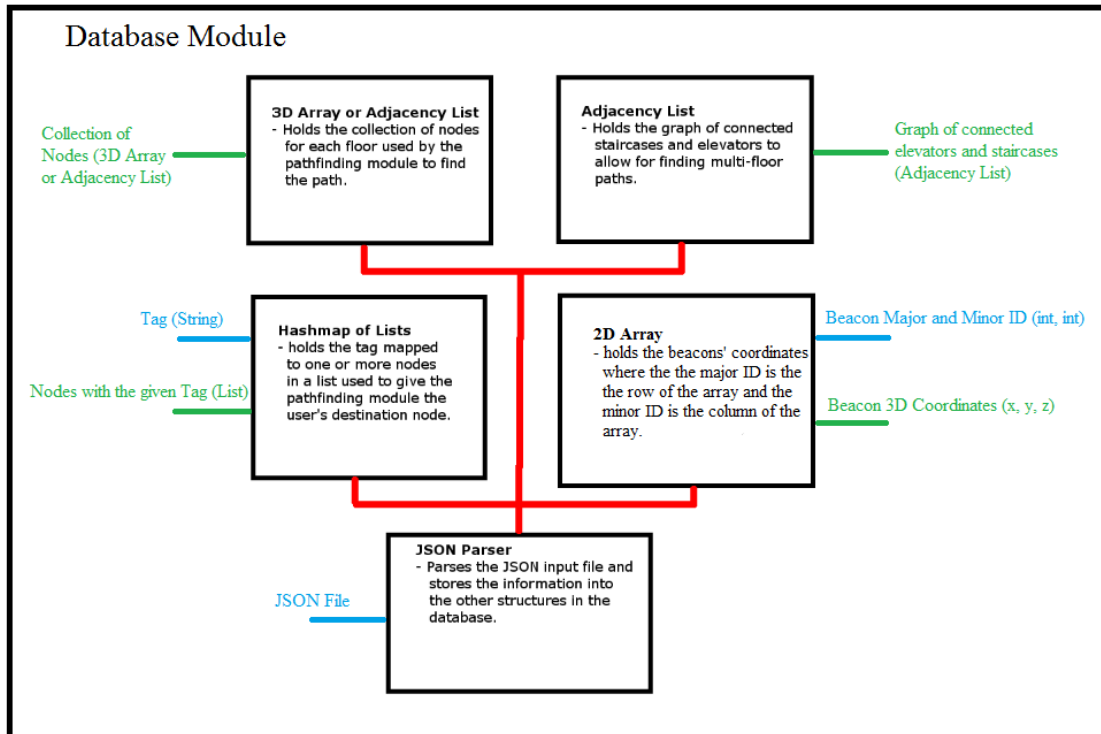 Database Module
3D Array or Adjacency List
- Holds the collection of nodes
for each floor used by the
pathfinding module to find
the path.
Adjacency List
- Holds the graph of connected
staircases and elevators to
allow for finding multi-floor
paths.
Collection of
Nodes (3D Array
or Adjacency List)
Graph of connected
elevators and staircases
(Adjacency List)
Tag (String)
Nodes with the given Tag (List)
Hashmap of Lists
- holds the tag mapped
to one or more nodes
in a list used to give the
pathfinding module the
user's destination node.
2D Array
- holds the beacons' coordinates
where the the major ID is the
the row of the array and the
minor ID is the column of the
array.
Beacon Major and Minor ID (int, int)
Beacon 3D Coordinates (x, y, z)
JSON Parser
- Parses the JSON input file and
stores the information into
the other structures in the
database.
JSON File